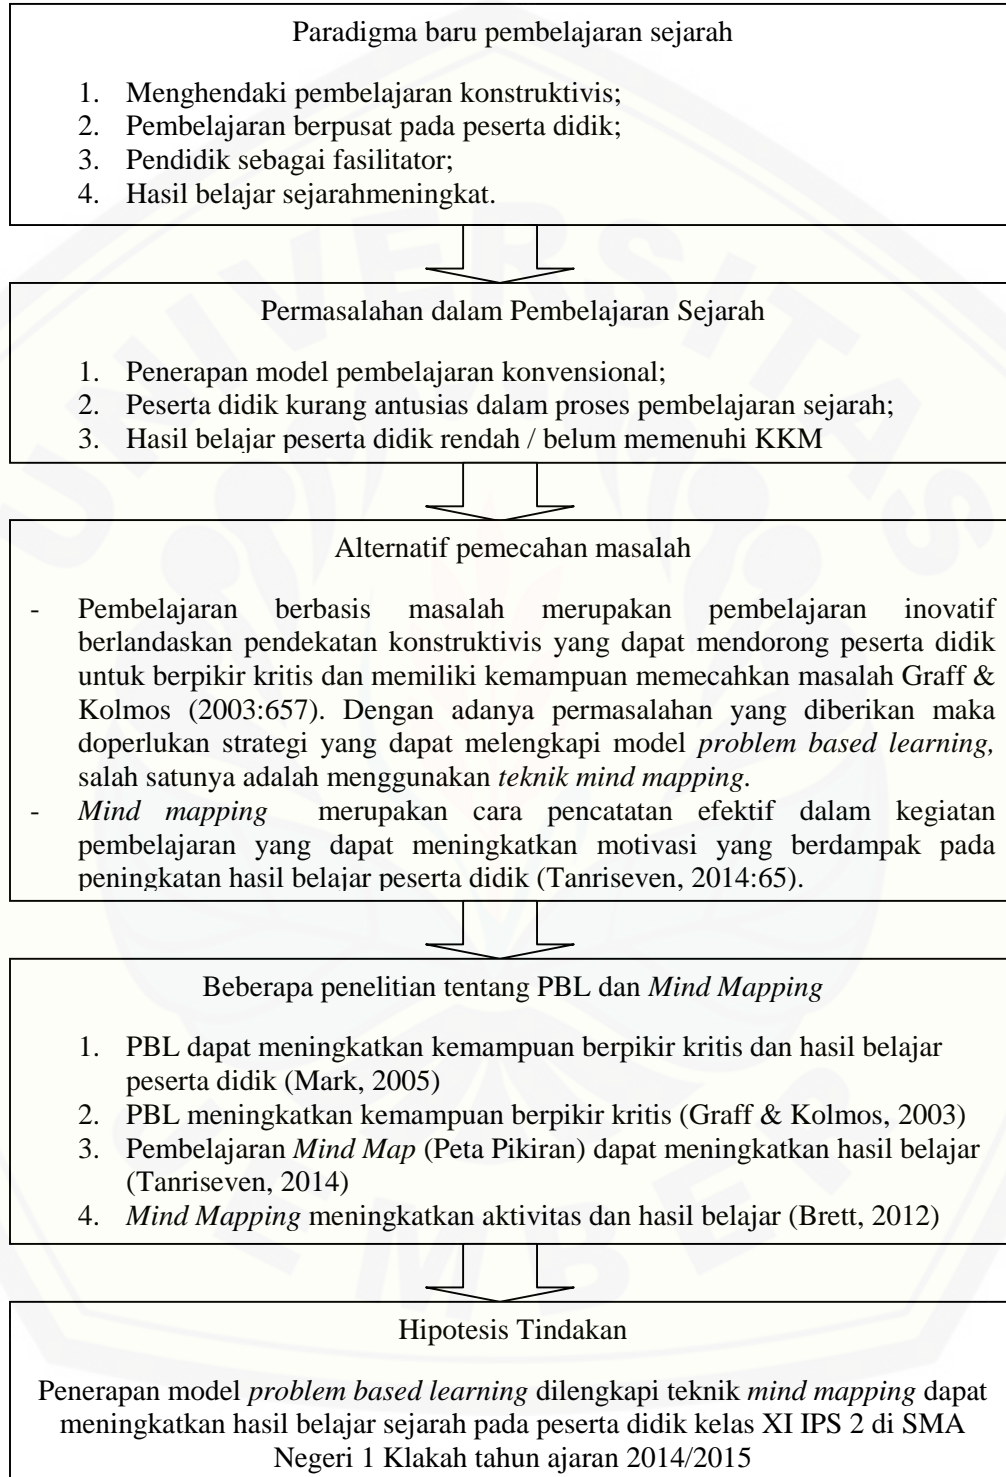 Paradigma baru pembelajaran sejarah
1. Menghendaki pembelajaran konstruktivis;
2. Pembelajaran berpusat pada peserta didik;
3. Pendidik sebagai fasilitator;
4. Hasil belajar sejarahmeningkat.
Permasalahan dalam Pembelajaran Sejarah
1. Penerapan model pembelajaran konvensional;
2. Peserta didik kurang antusias dalam proses pembelajaran sejarah;
3. Hasil belajar peserta didik rendah / belum memenuhi KKM
Alternatif pemecahan masalah
- Pembelajaran berbasis masalah merupakan pembelajaran inovatif
berlandaskan pendekatan konstruktivis yang dapat mendorong peserta didik
untuk berpikir kritis dan memiliki kemampuan memecahkan masalah Graff &
Kolmos (2003:657). Dengan adanya permasalahan yang diberikan maka
doperlukan strategi yang dapat melengkapi model problem based learning,
salah satunya adalah menggunakan teknik mind mapping.
- Mind mapping merupakan cara pencatatan efektif dalam kegiatan
pembelajaran yang dapat meningkatkan motivasi yang berdampak pada
peningkatan hasil belajar peserta didik (Tanriseven, 2014:65).
Beberapa penelitian tentang PBL dan Mind Mapping
1. PBL dapat meningkatkan kemampuan berpikir kritis dan hasil belajar
peserta didik (Mark, 2005)
2. PBL meningkatkan kemampuan berpikir kritis (Graff & Kolmos, 2003)
3. Pembelajaran Mind Map (Peta Pikiran) dapat meningkatkan hasil belajar
(Tanriseven, 2014)
4. Mind Mapping meningkatkan aktivitas dan hasil belajar (Brett, 2012)
Hipotesis Tindakan
Penerapan model problem based learning dilengkapi teknik mind mapping dapat
meningkatkan hasil belajar sejarah pada peserta didik kelas XI IPS 2 di SMA
Negeri 1 Klakah tahun ajaran 2014/2015
UNIVERSITAS
JEMBER